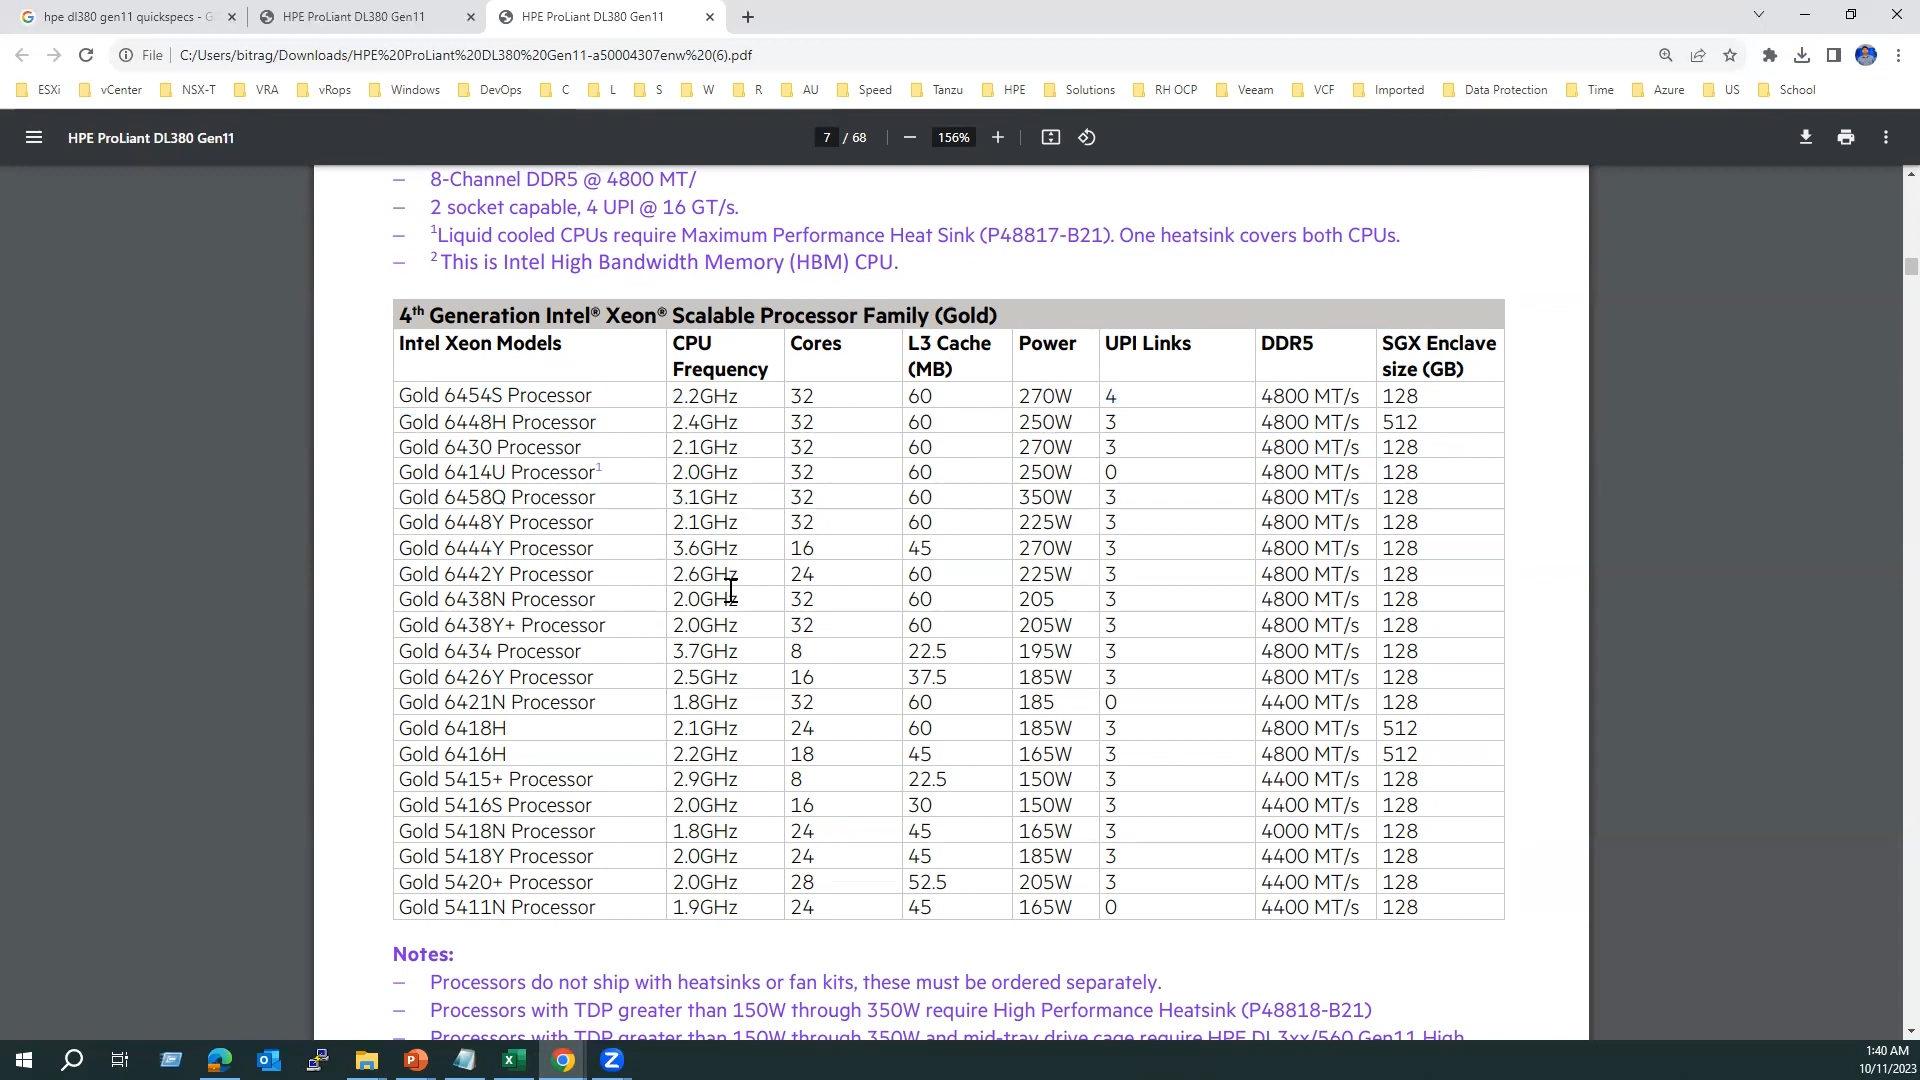 hpe dl380 gen11 quickspecs - G
HPE ProLiant DL380 Gen11
HPE ProLiant DL380 Gen11
File
C:/Users/bitrag/Downloads/HPE%20ProLiant%20DL380%20Gen11-a50004307enw%20(6).pdf
ESXi vCenter NSX-T VRA vRops Windows DevOps C L S W R AU Speed Tanzu HPE Solutions RH OCP Veeam VCF Imported Data Protection Time Azure US School
HPE ProLiant DL380 Gen11
7 / 68
156%
– 8-Channel DDR5 @ 4800 MT/
– 2 socket capable, 4 UPI @ 16 GT/s.
– 1Liquid cooled CPUs require Maximum Performance Heat Sink (P48817-B21). One heatsink covers both CPUs.
– 2 This is Intel High Bandwidth Memory (HBM) CPU.
4th Generation Intel® Xeon® Scalable Processor Family (Gold)
Intel Xeon Models CPU Frequency Cores L3 Cache (MB) Power UPI Links DDR5 SGX Enclave size (GB)
Gold 6454S Processor 2.2GHz 32 60 270W 4 4800 MT/s 128
Gold 6448H Processor 2.4GHz 32 60 250W 3 4800 MT/s 512
Gold 6430 Processor 2.1GHz 32 60 270W 3 4800 MT/s 128
Gold 6414U Processor1 2.0GHz 32 60 250W 0 4800 MT/s 128
Gold 6458Q Processor 3.1GHz 32 60 350W 3 4800 MT/s 128
Gold 6448Y Processor 2.1GHz 32 60 225W 3 4800 MT/s 128
Gold 6444Y Processor 3.6GHz 16 45 270W 3 4800 MT/s 128
Gold 6442Y Processor 2.6GHz 24 60 225W 3 4800 MT/s 128
Gold 6438N Processor 2.0GHz 32 60 205 3 4800 MT/s 128
Gold 6438Y+ Processor 2.0GHz 32 60 205W 3 4800 MT/s 128
Gold 6434 Processor 3.7GHz 8 22.5 195W 3 4800 MT/s 128
Gold 6426Y Processor 2.5GHz 16 37.5 185W 3 4800 MT/s 128
Gold 6421N Processor 1.8GHz 32 60 185 0 4400 MT/s 128
Gold 6418H 2.1GHz 24 60 185W 3 4800 MT/s 512
Gold 6416H 2.2GHz 18 45 165W 3 4800 MT/s 512
Gold 5415+ Processor 2.9GHz 8 22.5 150W 3 4400 MT/s 128
Gold 5416S Processor 2.0GHz 16 30 150W 3 4400 MT/s 128
Gold 5418N Processor 1.8GHz 24 45 165W 3 4000 MT/s 128
Gold 5418Y Processor 2.0GHz 24 45 185W 3 4400 MT/s 128
Gold 5420+ Processor 2.0GHz 28 52.5 205W 3 4400 MT/s 128
Gold 5411N Processor 1.9GHz 24 45 165W 0 4400 MT/s 128
Notes:
– Processors do not ship with heatsinks or fan kits, these must be ordered separately.
– Processors with TDP greater than 150W through 350W require High Performance Heatsink (P48818-B21)
– Processors with TDP greater than 150W through 350W and mid-tray drive cage require HPE DL3xx/560 Gen11 High
1:40 AM
10/11/2023